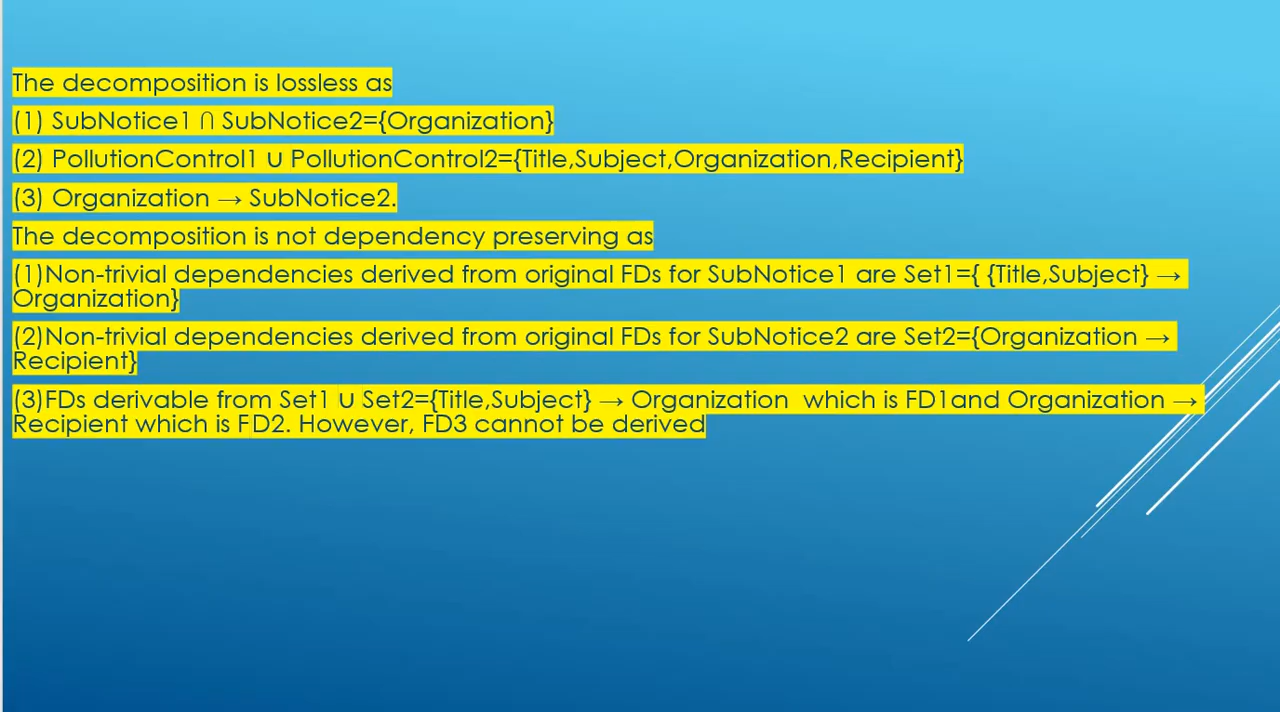 The decomposition is lossless as
(1) SubNotice1 ∩ SubNotice2={Organization}
(2) PollutionControl1 ∪ PollutionControl2={Title,Subject,Organization,Recipient}
(3) Organization → SubNotice2.
The decomposition is not dependency preserving as
(1)Non-trivial dependencies derived from original FDs for SubNotice1 are Set1={ {Title,Subject} →
Organization}
(2)Non-trivial dependencies derived from original FDs for SubNotice2 are Set2={Organization →
Recipient}
(3)FDs derivable from Set1 ∪ Set2={Title,Subject} → Organization  which is FD1and Organization →
Recipient which is FD2. However, FD3 cannot be derived